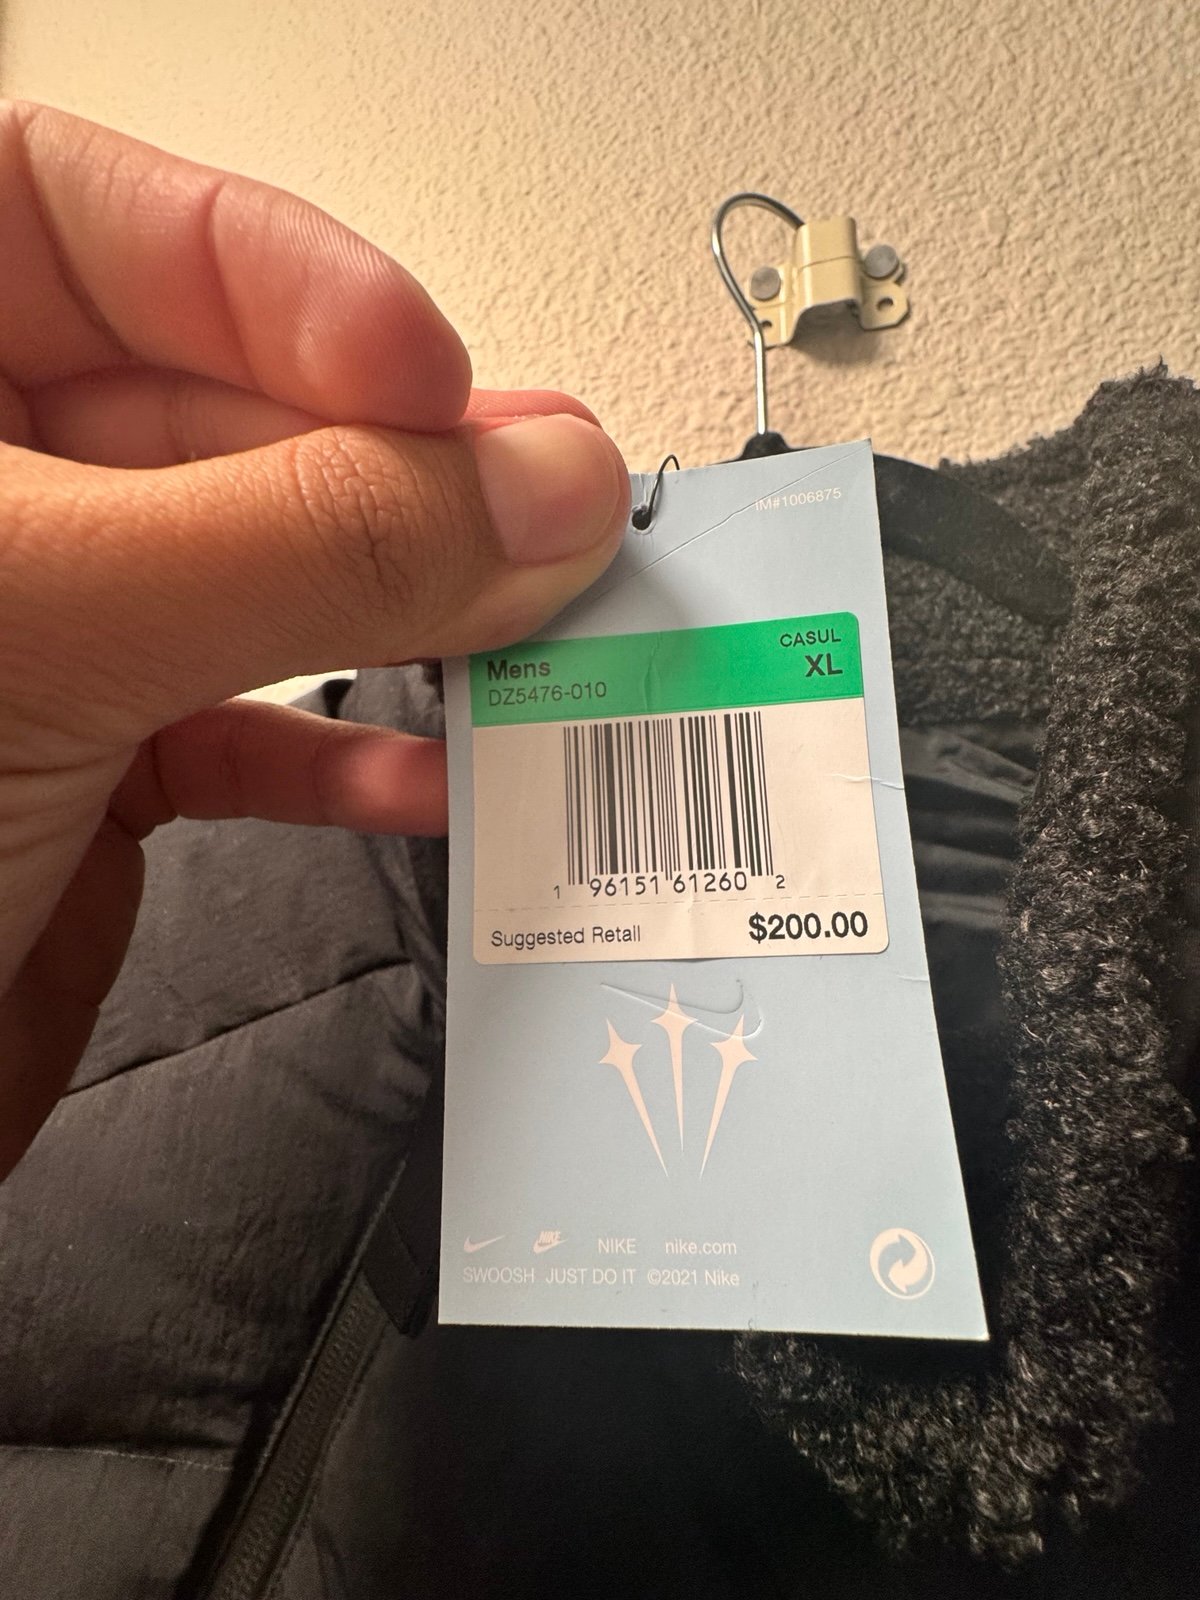 IM#1006875
Mens CASUL
DZ5476-010 XL
1 96151 61260 2
Suggested Retail $200.00
NIKE NIKE nike.com
SWOOSH JUST DO IT ©2021 Nike